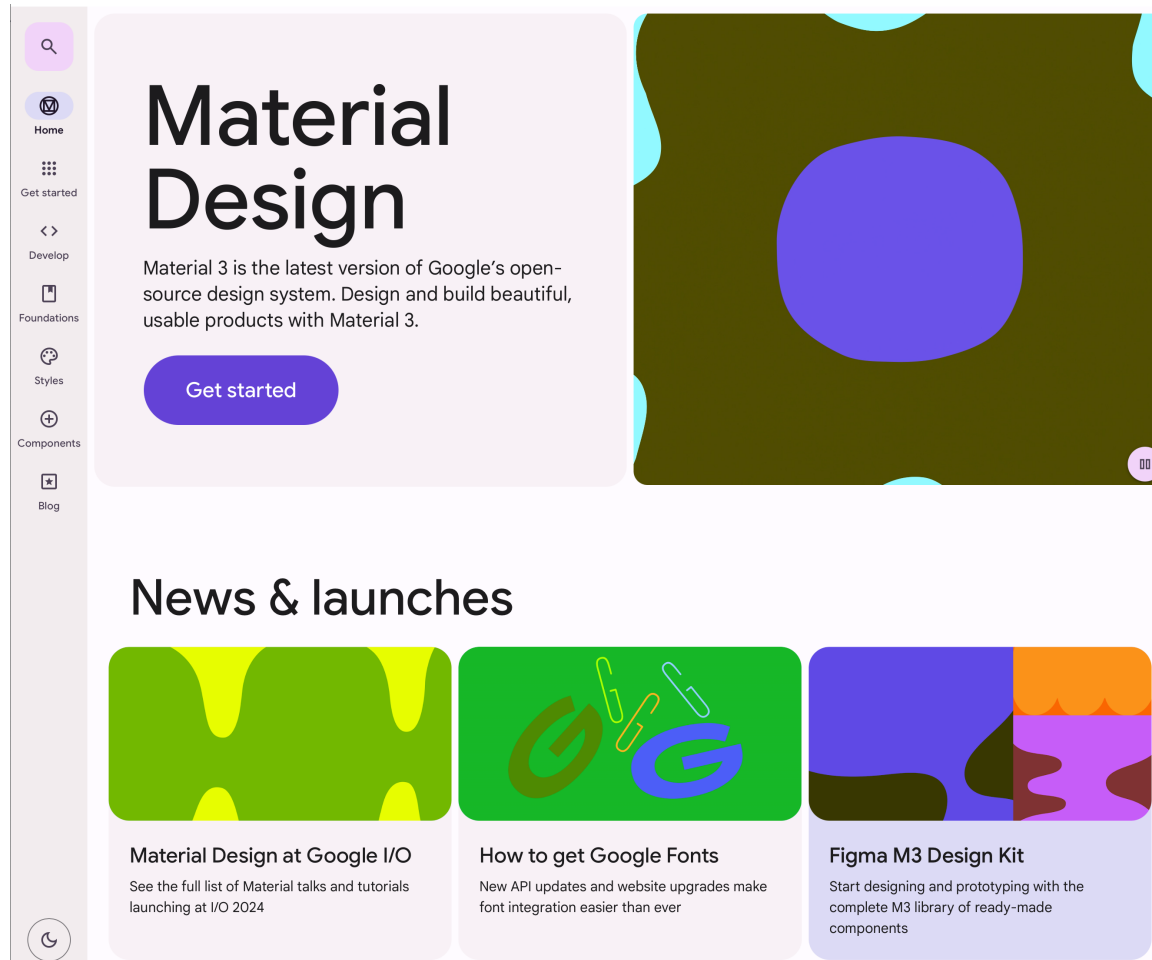 Home
Get started
Develop
Foundations
Styles
Components
Blog
Material
Design
Material 3 is the latest version of Google’s open-
source design system. Design and build beautiful,
usable products with Material 3.
Get started
News & launches
Material Design at Google I/O
See the full list of Material talks and tutorials
launching at I/O 2024
How to get Google Fonts
New API updates and website upgrades make
font integration easier than ever
Figma M3 Design Kit
Start designing and prototyping with the
complete M3 library of ready-made
components